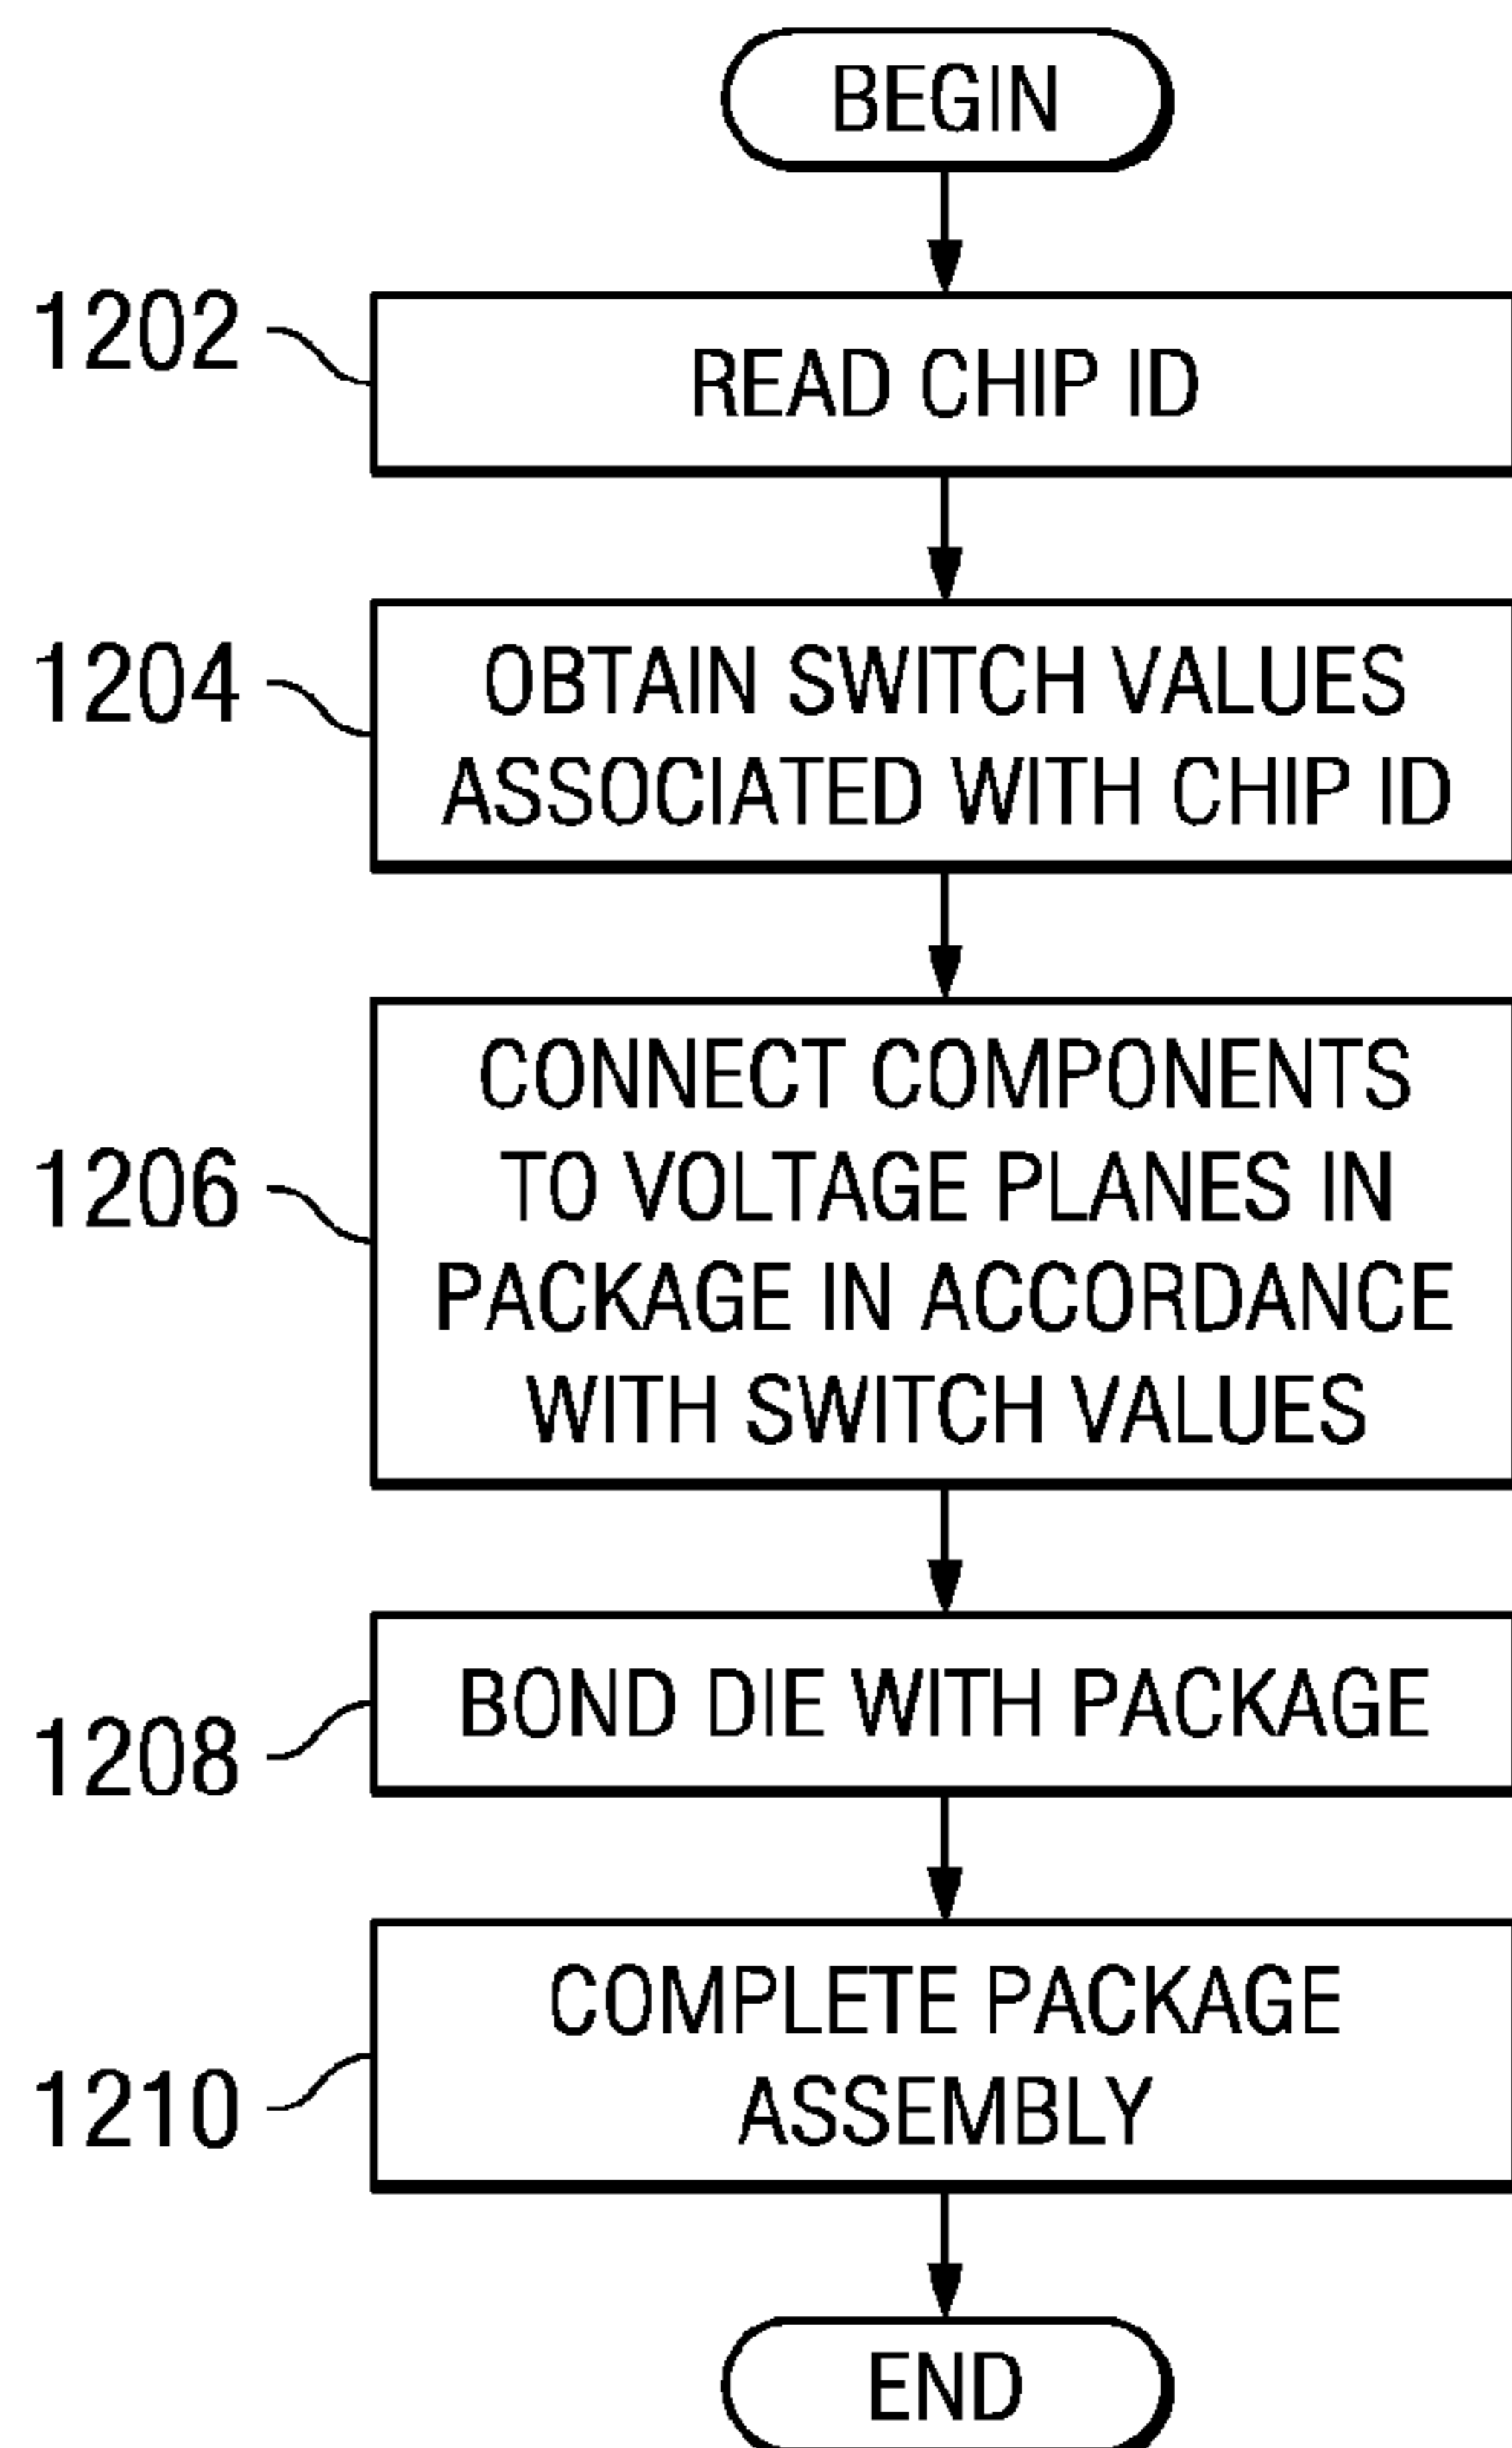 BEGIN
1202
READ CHIP ID
1204
OBTAIN SWITCH VALUES
ASSOCIATED WITH CHIP ID
1206
CONNECT COMPONENTS
TO VOLTAGE PLANES IN
PACKAGE IN ACCORDANCE
WITH SWITCH VALUES
1208
BOND DIE WITH PACKAGE
1210
COMPLETE PACKAGE
ASSEMBLY
END